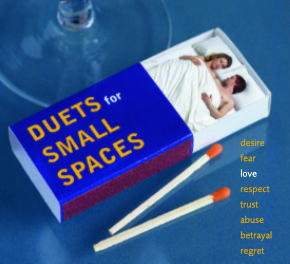 DUETS for
SMALL
SPACES
desire
fear
love
respect
trust
abuse
betrayal
regret